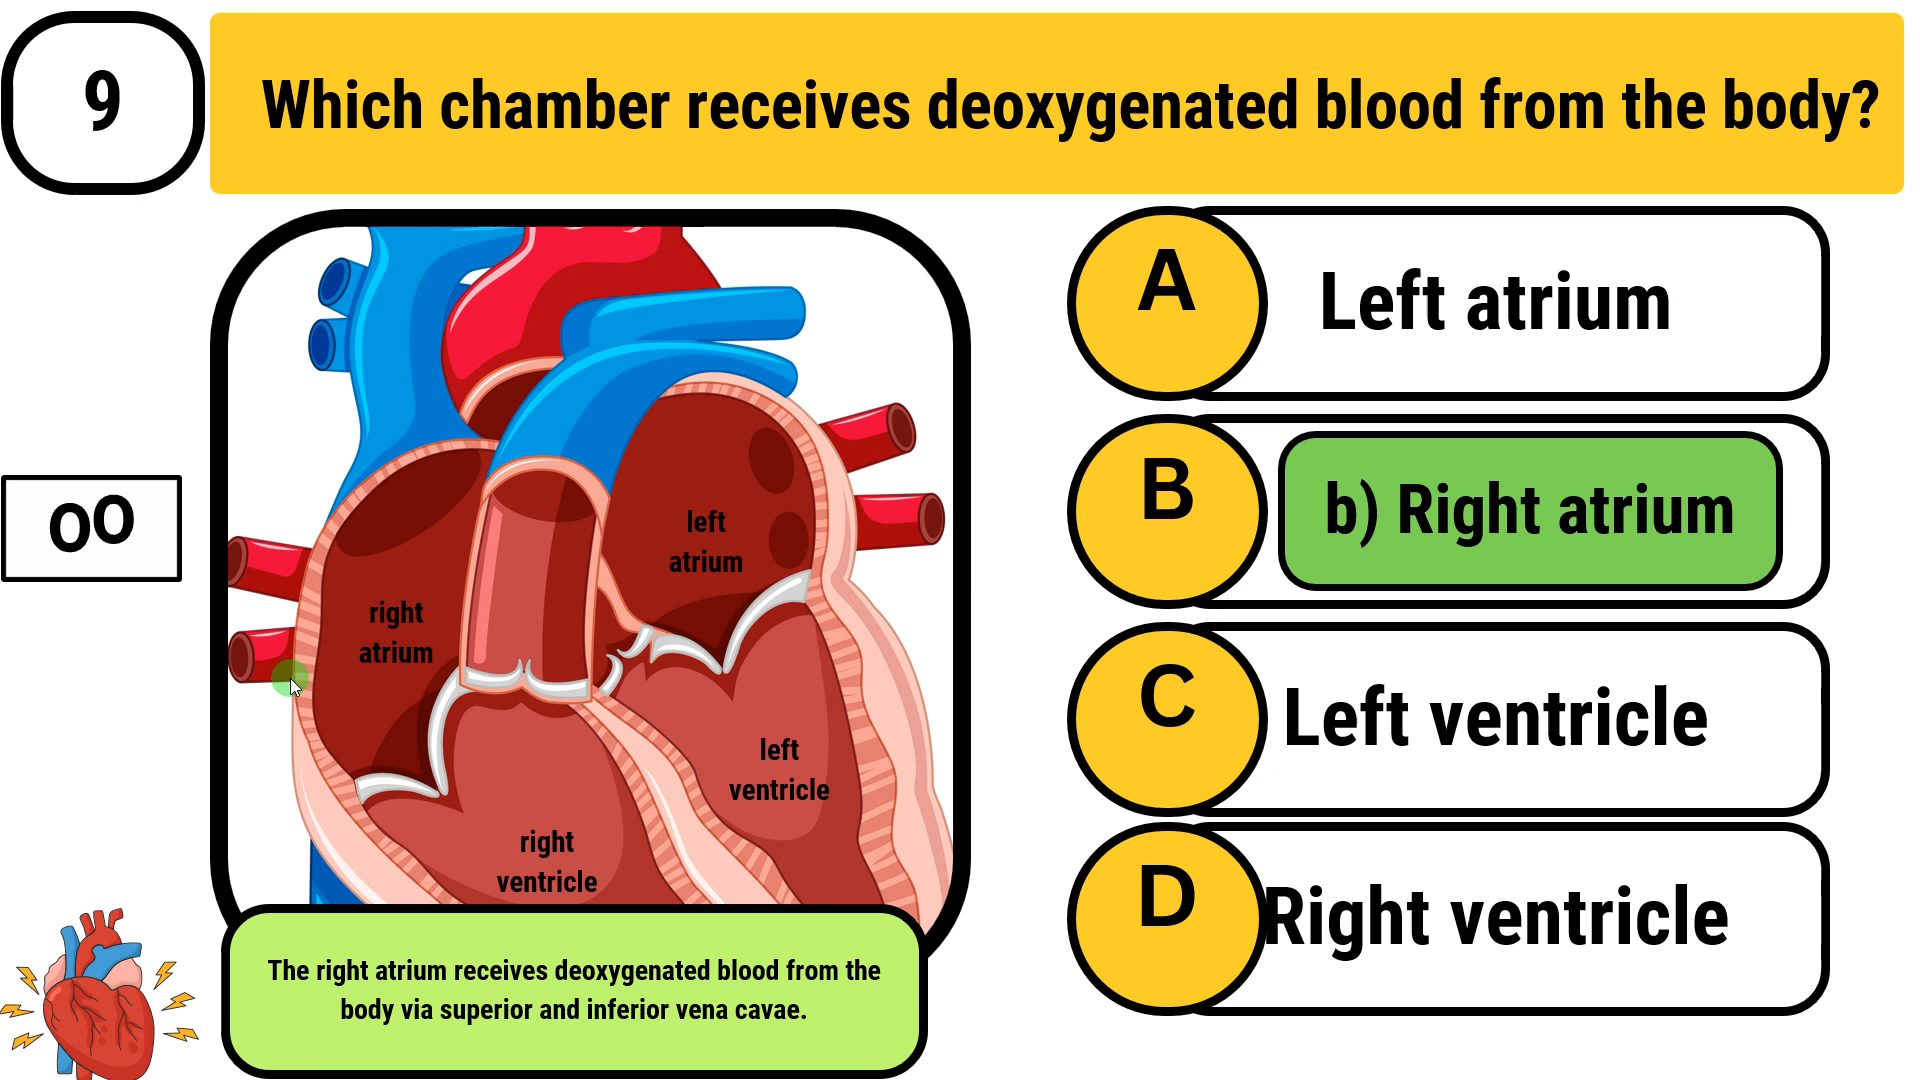 9
Which chamber receives deoxygenated blood from the body?
A
Left atrium
B
b) Right atrium
C
Left ventricle
D
Right ventricle
00
left
atrium
right
atrium
left
ventricle
right
ventricle
The right atrium receives deoxygenated blood from the
body via superior and inferior vena cavae.